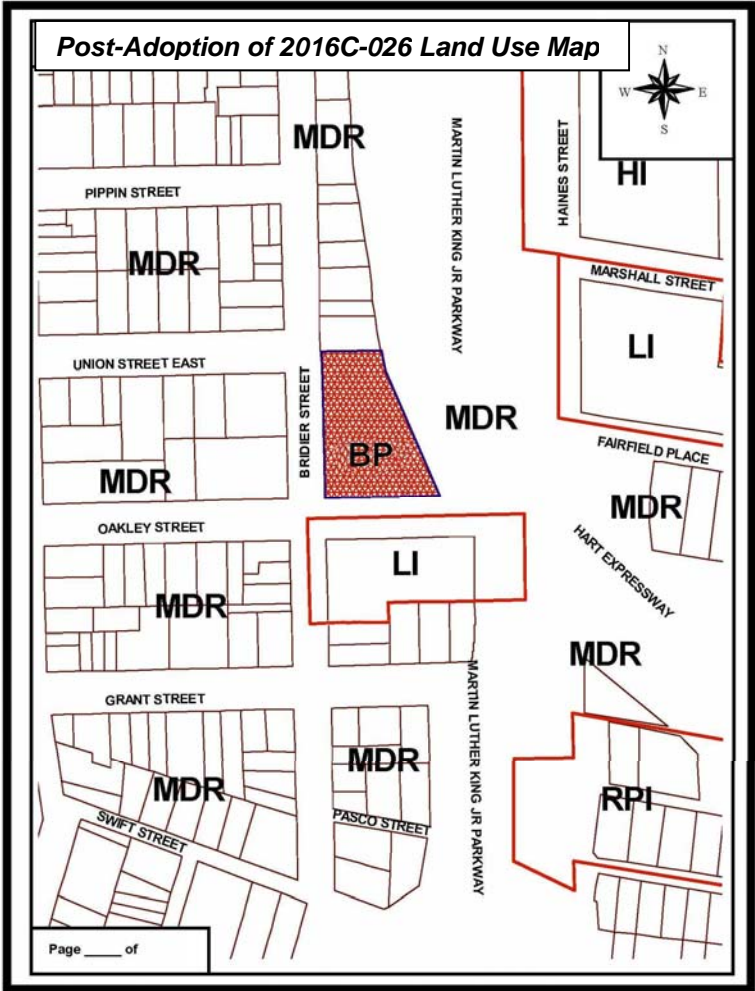 Post-Adoption of 2016C-026 Land Use Map
N
W E
S
MDR
MARTIN LUTHER KING JR PARKWAY
HAINES STREET
HI
PIPPIN STREET
MDR
MARSHALL STREET
LI
UNION STREET EAST
BRIDIER STREET
MDR
BP
FAIRFIELD PLACE
MDR
MDR
OAKLEY STREET
HART EXPRESSWAY
LI
MDR
MDR
GRANT STREET
MARTIN LUTHER KING JR PARKWAY
MDR
MDR
RPI
SWIFT STREET
PASCO STREET
Page _____ of